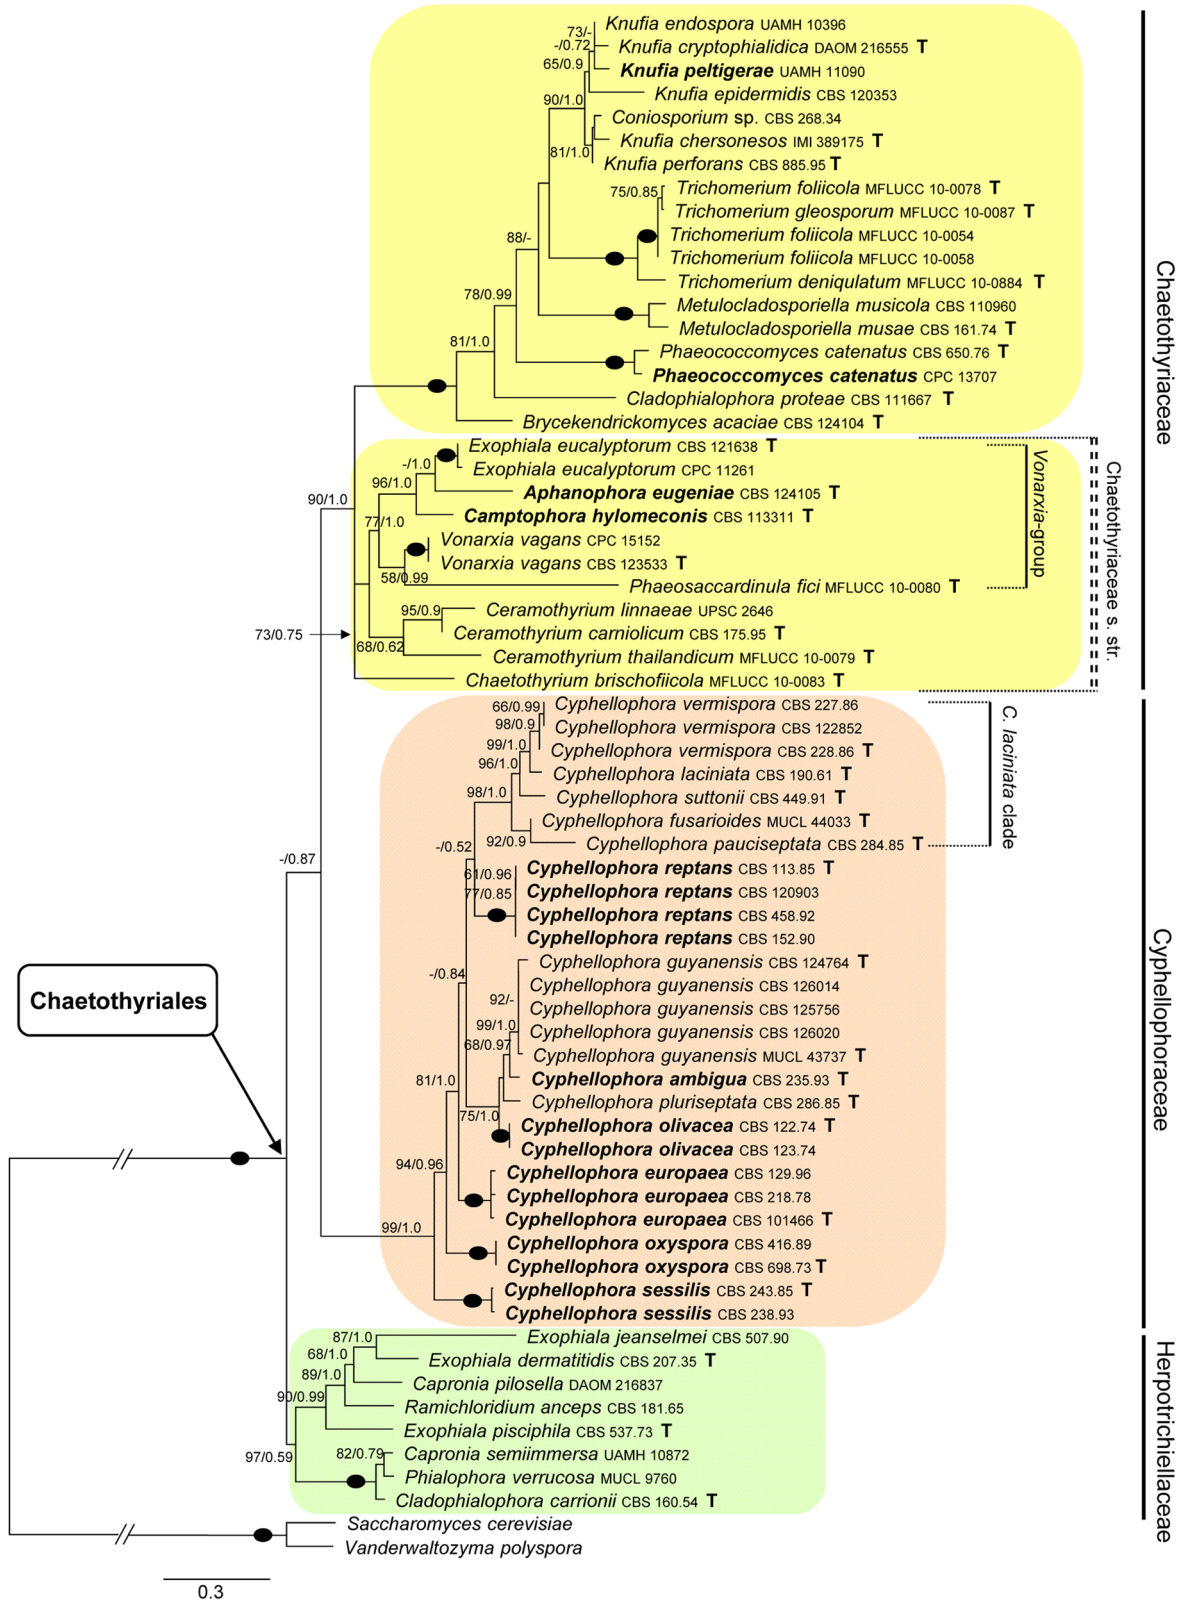 73/-
Knufia endospora UAMH 10396
-/0.72
Knufia cryptophialidica DAOM 216555 T
65/0.9
Knufia peltigerae UAMH 11090
Knufia epidermidis CBS 120353
90/1.0
Coniosporium sp. CBS 268.34
Knufia chersonesos IMI 389175 T
81/1.0
Knufia perforans CBS 885.95 T
75/0.85
Trichomerium foliicola MFLUCC 10-0078 T
Trichomerium gleosporum MFLUCC 10-0087 T
88/-
Trichomerium foliicola MFLUCC 10-0054
Trichomerium foliicola MFLUCC 10-0058
Trichomerium deniqulatum MFLUCC 10-0884 T
78/0.99
Metulocladosporiella musicola CBS 110960
Metulocladosporiella musae CBS 161.74 T
81/1.0
Phaeococcomyces catenatus CBS 650.76 T
Phaeococcomyces catenatus CPC 13707
Cladophialophora proteae CBS 111667 T
Brycekendrickomyces acaciae CBS 124104 T
Chaetothyriaceae
Exophiala eucalyptorum CBS 121638 T
-/1.0
Exophiala eucalyptorum CPC 11261
96/1.0
Aphanophora eugeniae CBS 124105 T
90/1.0
Camptophora hylomeconis CBS 113311 T
77/1.0
Vonarxia vagans CPC 15152
Vonarxia vagans CBS 123533 T
58/0.99
Phaeosaccardinula fici MFLUCC 10-0080 T
Vonarxia-group
Chaetothyriaceae s. str.
95/0.9
Ceramothyrium linnaeae UPSC 2646
73/0.75
Ceramothyrium carniolicum CBS 175.95 T
68/0.62
Ceramothyrium thailandicum MFLUCC 10-0079 T
Chaetothyrium brischofiicola MFLUCC 10-0083 T
66/0.99
Cyphellophora vermispora CBS 227.86
98/0.9
Cyphellophora vermispora CBS 122852
99/1.0
Cyphellophora vermispora CBS 228.86 T
96/1.0
Cyphellophora laciniata CBS 190.61 T
98/1.0
Cyphellophora suttonii CBS 449.91 T
Cyphellophora fusarioides MUCL 44033 T
92/0.9
Cyphellophora pauciseptata CBS 284.85 T
C. laciniata clade
-/0.52
-/0.87
61/0.96
Cyphellophora reptans CBS 113.85 T
77/0.85
Cyphellophora reptans CBS 120903
Cyphellophora reptans CBS 458.92
Cyphellophora reptans CBS 152.90
-/0.84
Cyphellophora guyanensis CBS 124764 T
Cyphellophora guyanensis CBS 126014
92/-
Cyphellophora guyanensis CBS 125756
99/1.0
Cyphellophora guyanensis CBS 126020
68/0.97
Cyphellophora guyanensis MUCL 43737 T
Chaetothyriales
Cyphellophoraceae
81/1.0
Cyphellophora ambigua CBS 235.93 T
Cyphellophora pluriseptata CBS 286.85 T
75/1.0
Cyphellophora olivacea CBS 122.74 T
Cyphellophora olivacea CBS 123.74
94/0.96
Cyphellophora europaea CBS 129.96
Cyphellophora europaea CBS 218.78
Cyphellophora europaea CBS 101466 T
99/1.0
Cyphellophora oxyspora CBS 416.89
Cyphellophora oxyspora CBS 698.73 T
Cyphellophora sessilis CBS 243.85 T
Cyphellophora sessilis CBS 238.93
87/1.0
Exophiala jeanselmei CBS 507.90
68/1.0
Exophiala dermatitidis CBS 207.35 T
89/1.0
Capronia pilosella DAOM 216837
90/0.99
Ramichloridium anceps CBS 181.65
Exophiala pisciphila CBS 537.73 T
97/0.59
82/0.79
Capronia semiimmersa UAMH 10872
Phialophora verrucosa MUCL 9760
Cladophialophora carrionii CBS 160.54 T
Herpotrichiellaceae
Saccharomyces cerevisiae
Vanderwaltozyma polyspora
0.3